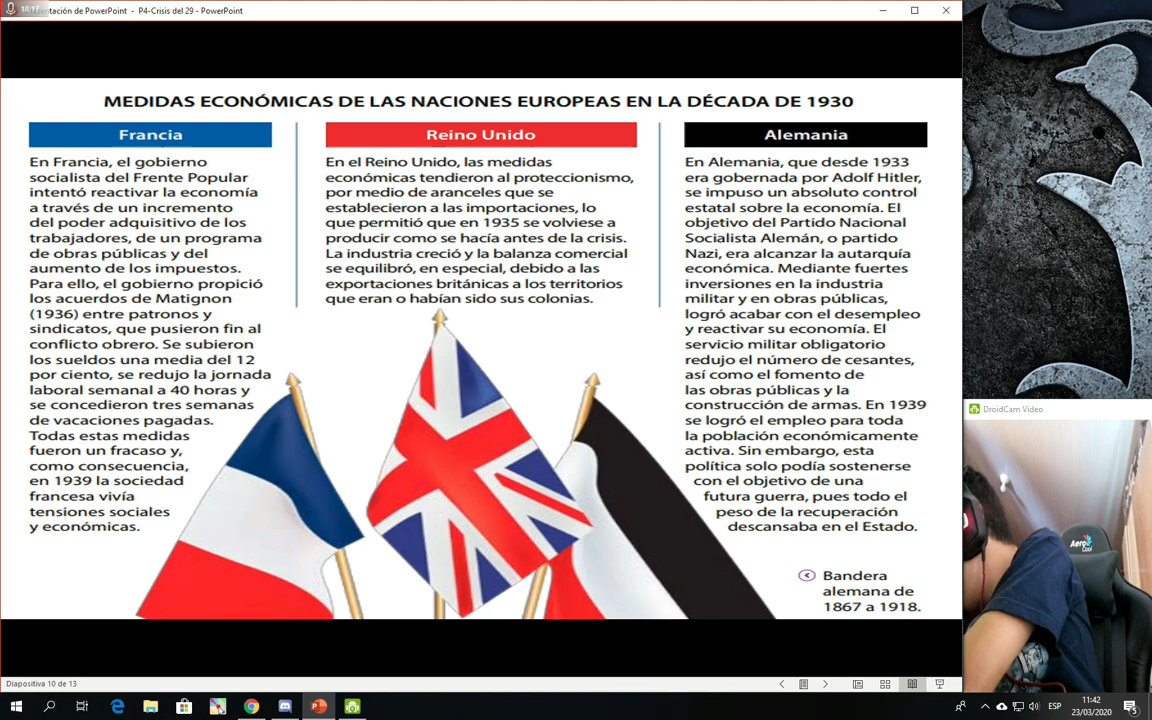 18:17
ntación de PowerPoint - P4-Crisis del 29 - PowerPoint
MEDIDAS ECONÓMICAS DE LAS NACIONES EUROPEAS EN LA DÉCADA DE 1930
Francia
En Francia, el gobierno
socialista del Frente Popular
intentó reactivar la economía
a través de un incremento
del poder adquisitivo de los
trabajadores, de un programa
de obras públicas y del
aumento de los impuestos.
Para ello, el gobierno propició
los acuerdos de Matignon
(1936) entre patronos y
sindicatos, que pusieron fin al
conflicto obrero. Se subieron
los sueldos una media del 12
por ciento, se redujo la jornada
laboral semanal a 40 horas y
se concedieron tres semanas
de vacaciones pagadas.
Todas estas medidas
fueron un fracaso y,
como consecuencia,
en 1939 la sociedad
francesa vivía
tensiones sociales
y económicas.
Reino Unido
En el Reino Unido, las medidas
económicas tendieron al proteccionismo,
por medio de aranceles que se
establecieron a las importaciones, lo
que permitió que en 1935 se volviese a
producir como se hacía antes de la crisis.
La industria creció y la balanza comercial
se equilibró, en especial, debido a las
exportaciones británicas a los territorios
que eran o habían sido sus colonias.
Alemania
En Alemania, que desde 1933
era gobernada por Adolf Hitler,
se impuso un absoluto control
estatal sobre la economía. El
objetivo del Partido Nacional
Socialista Alemán, o partido
Nazi, era alcanzar la autarquía
económica. Mediante fuertes
inversiones en la industria
militar y en obras públicas,
logró acabar con el desempleo
y reactivar su economía. El
servicio militar obligatorio
redujo el número de cesantes,
así como el fomento de
las obras públicas y la
construcción de armas. En 1939
se logró el empleo para toda
la población económicamente
activa. Sin embargo, esta
política solo podía sostenerse
con el objetivo de una
futura guerra, pues todo el
peso de la recuperación
descansaba en el Estado.
Bandera
alemana de
1867 a 1918.
DroidCam Video
Aero
Cool
Diapositiva 10 de 13
ESP
11:42
23/03/2020
5